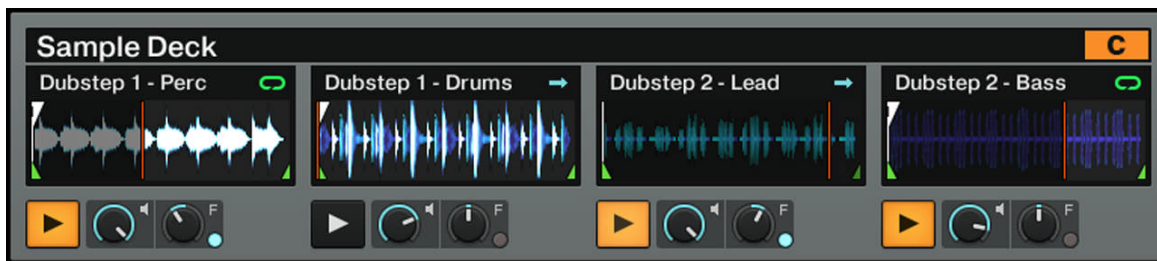 Sample Deck C
Dubstep 1 - Perc Dubstep 1 - Drums Dubstep 2 - Lead Dubstep 2 - Bass
F F F F